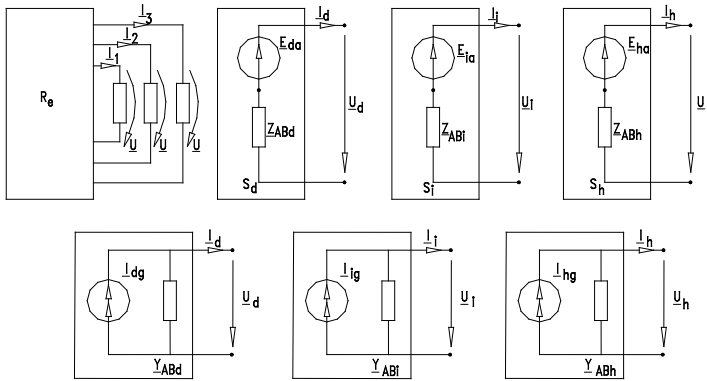 I3
I2
I1
Re
U U U
Id
Eda
Ud
ZABd
Sd
Ii
Eia
Ui
ZABi
Si
Ih
Eha
U
ZABh
Sh
Id
Idg
Ud
YABd
Ii
Iig
Ui
YABi
Ih
Ihg
Uh
YABh